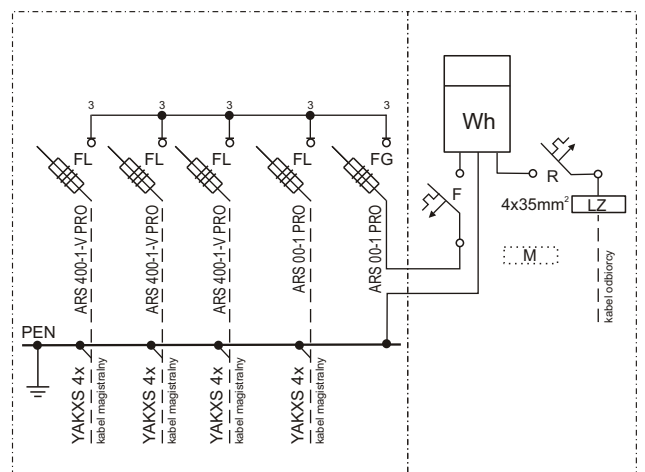 3 3 3 3 3
FL FL FL FL FG
ARS 400-1-V PRO
ARS 400-1-V PRO
ARS 400-1-V PRO
ARS 00-1 PRO
ARS 00-1 PRO
Wh
F
R
4x35mm²
LZ
M
kabel odbiorcy
PEN
YAKXS 4x
kabel magistralny
YAKXS 4x
kabel magistralny
YAKXS 4x
kabel magistralny
YAKXS 4x
kabel magistralny